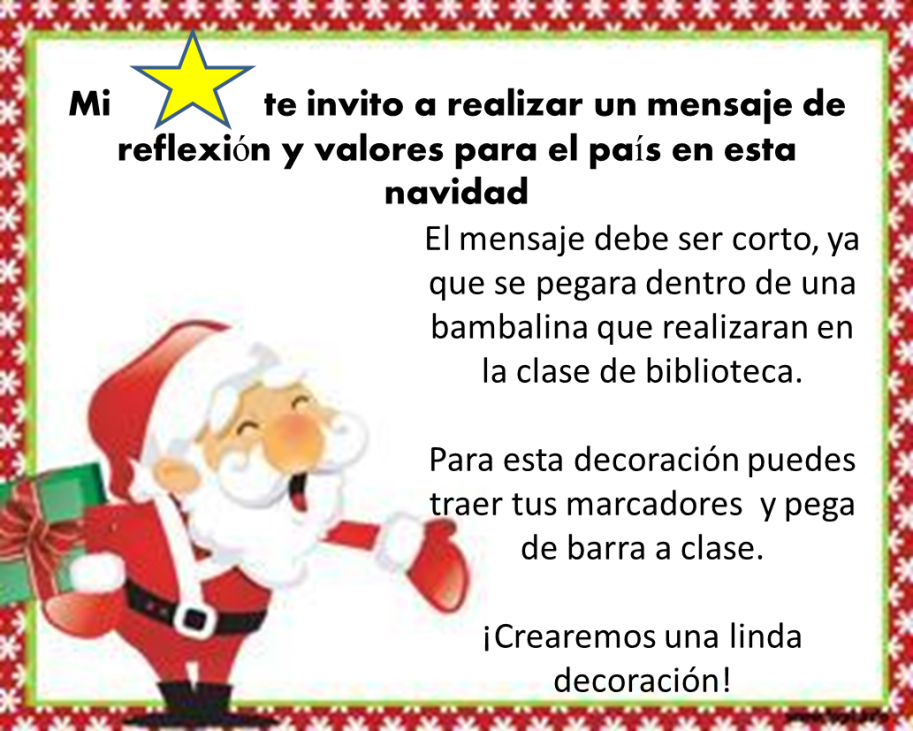 Mi te invito a realizar un mensaje de
reflexión y valores para el país en esta
navidad
El mensaje debe ser corto, ya
que se pegara dentro de una
bambalina que realizaran en
la clase de biblioteca.
Para esta decoración puedes
traer tus marcadores y pega
de barra a clase.
¡Crearemos una linda
decoración!